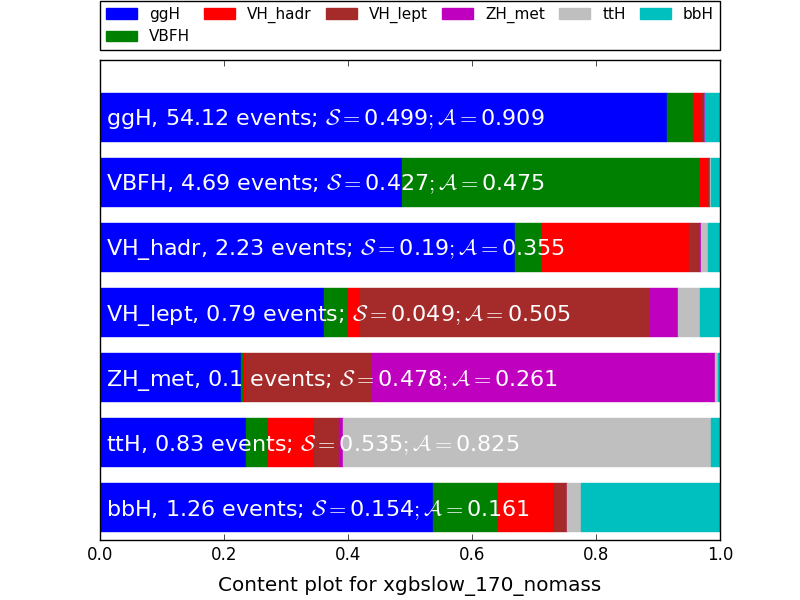 ggH VH_hadr VH_lept ZH_met ttH bbH
VBFH
ggH, 54.12 events; 𝒮 = 0.499; 𝒜 = 0.909
VBFH, 4.69 events; 𝒮 = 0.427; 𝒜 = 0.475
VH_hadr, 2.23 events; 𝒮 = 0.19; 𝒜 = 0.355
VH_lept, 0.79 events; 𝒮 = 0.049; 𝒜 = 0.505
ZH_met, 0.1 events; 𝒮 = 0.478; 𝒜 = 0.261
ttH, 0.83 events; 𝒮 = 0.535; 𝒜 = 0.825
bbH, 1.26 events; 𝒮 = 0.154; 𝒜 = 0.161
0.0 0.2 0.4 0.6 0.8 1.0
Content plot for xgbslow_170_nomass